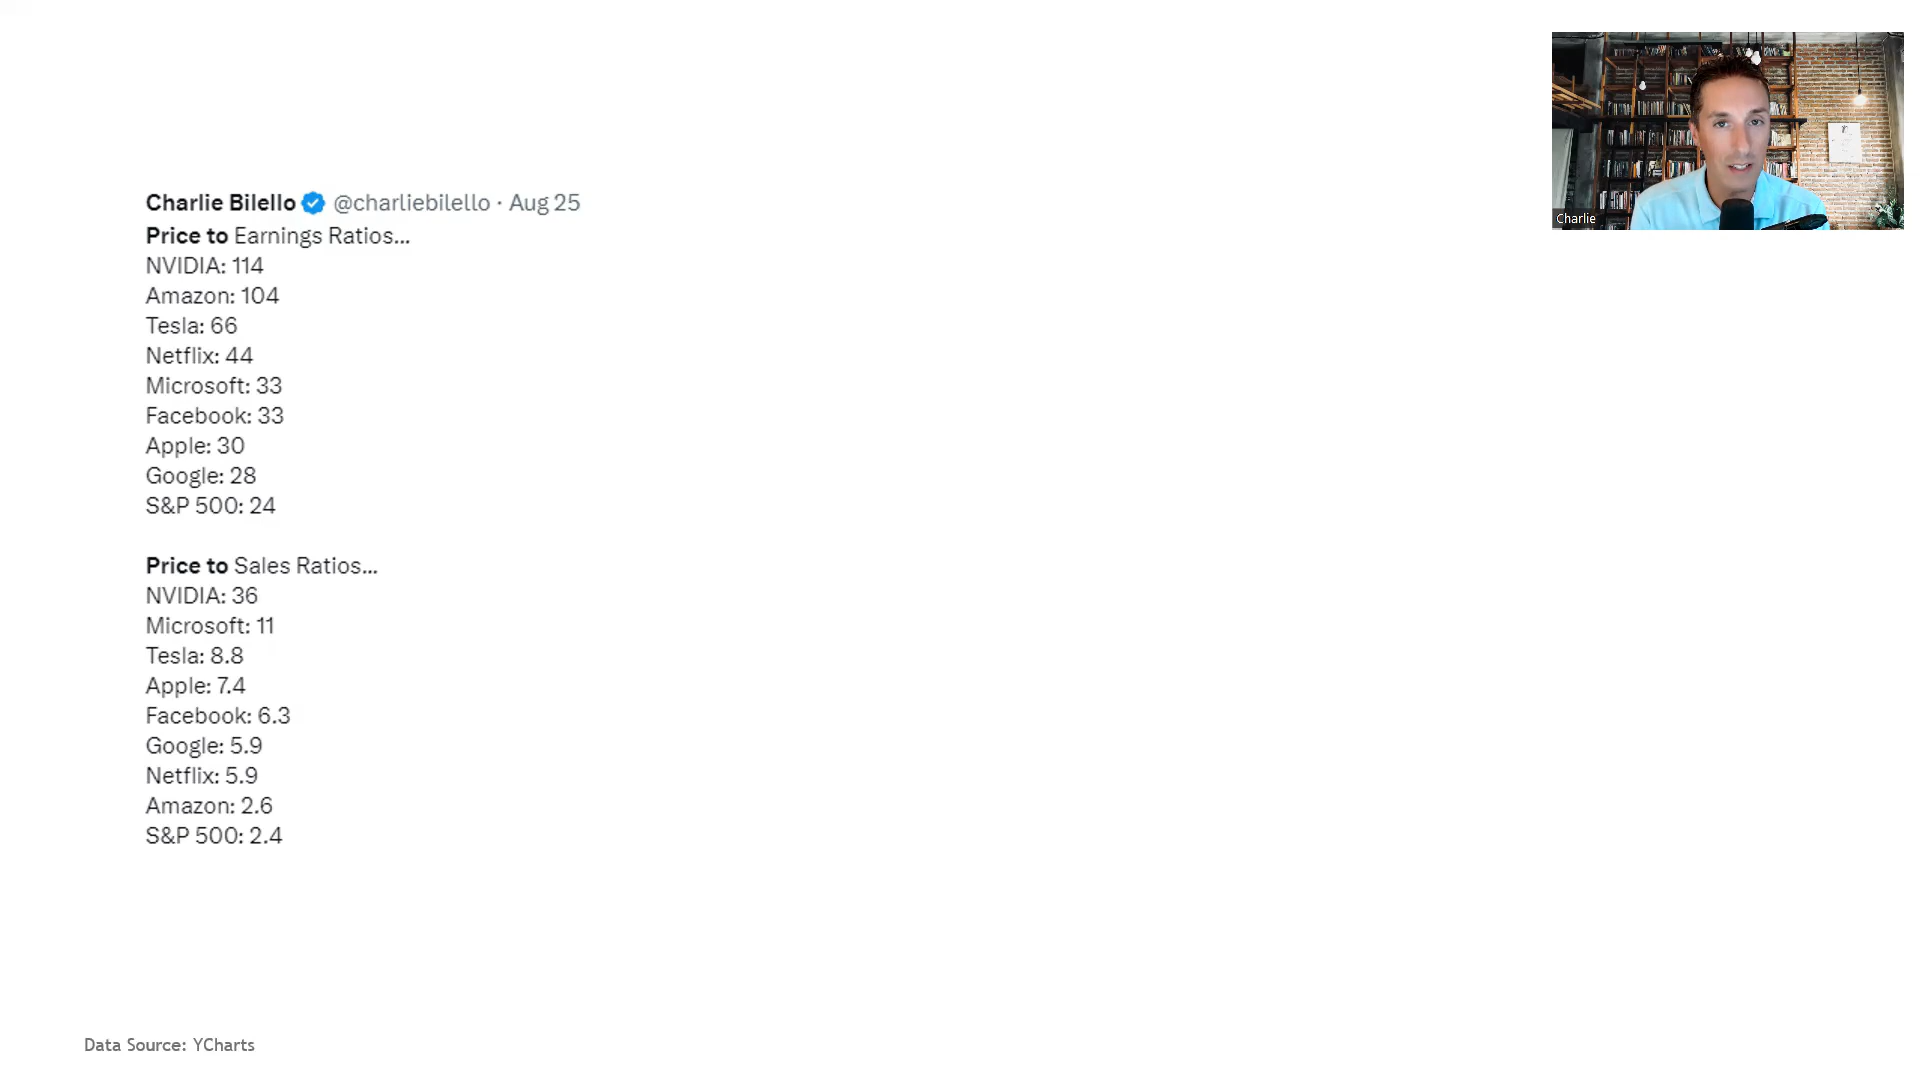 Charlie Bilello @charliebilello · Aug 25
Price to Earnings Ratios...
NVIDIA: 114
Amazon: 104
Tesla: 66
Netflix: 44
Microsoft: 33
Facebook: 33
Apple: 30
Google: 28
S&P 500: 24
Price to Sales Ratios...
NVIDIA: 36
Microsoft: 11
Tesla: 8.8
Apple: 7.4
Facebook: 6.3
Google: 5.9
Netflix: 5.9
Amazon: 2.6
S&P 500: 2.4
Data Source: YCharts
Charlie